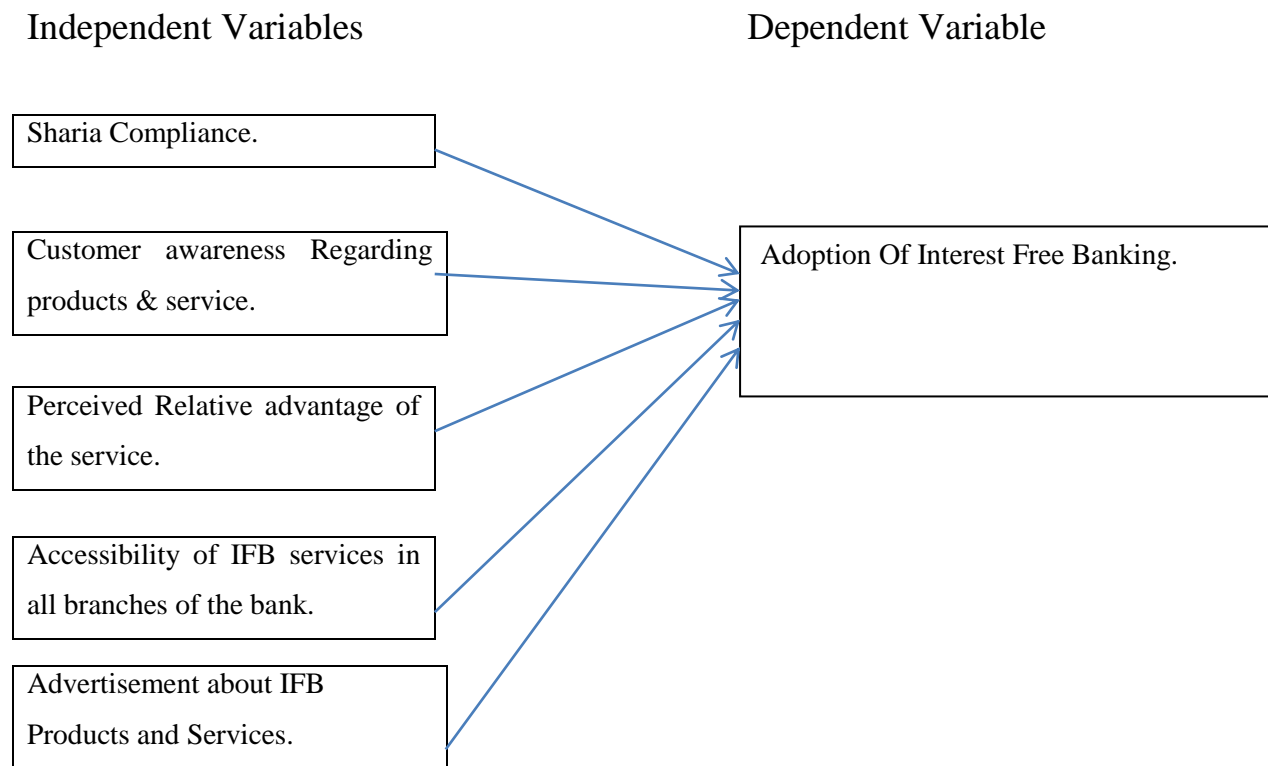 Independent Variables
Dependent Variable
Sharia Compliance.
Customer awareness Regarding
products & service.
Adoption Of Interest Free Banking.
Perceived Relative advantage of
the service.
Accessibility of IFB services in
all branches of the bank.
Advertisement about IFB
Products and Services.